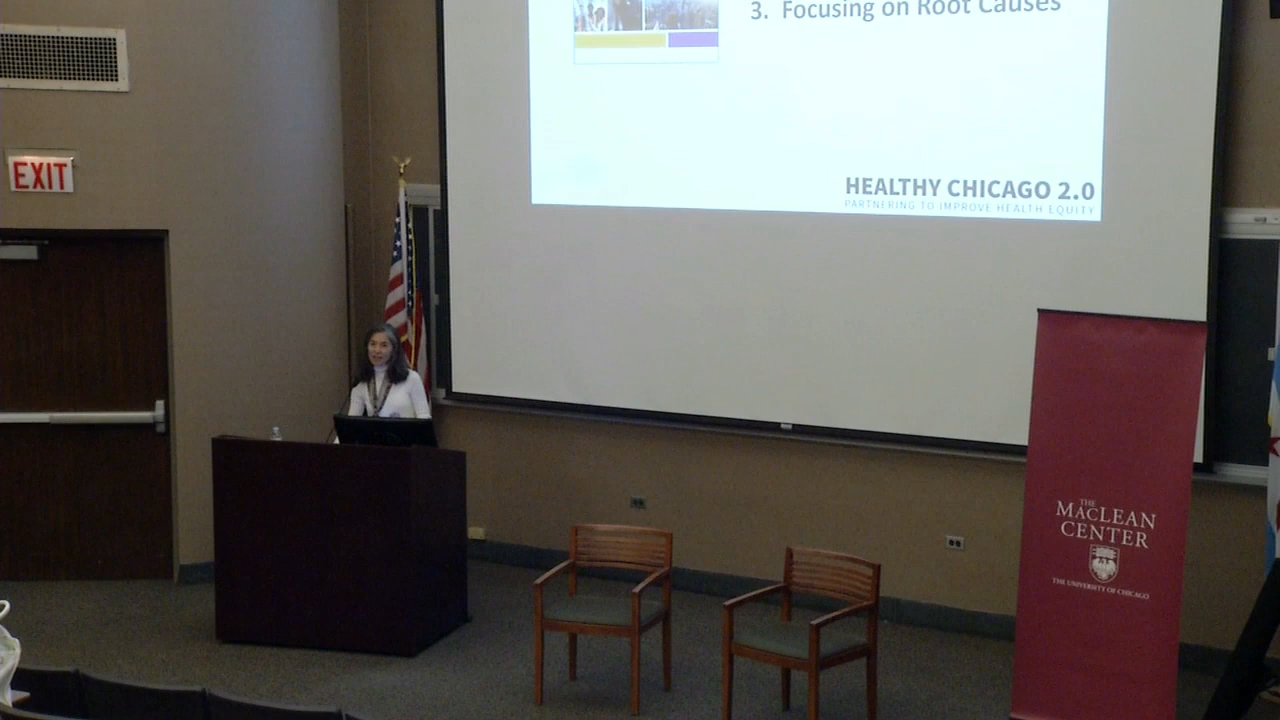 3. Focusing on Root Causes
EXIT
HEALTHY CHICAGO 2.0
PARTNERING TO IMPROVE HEALTH EQUITY
THE
MACLEAN
CENTER
THE UNIVERSITY OF CHICAGO